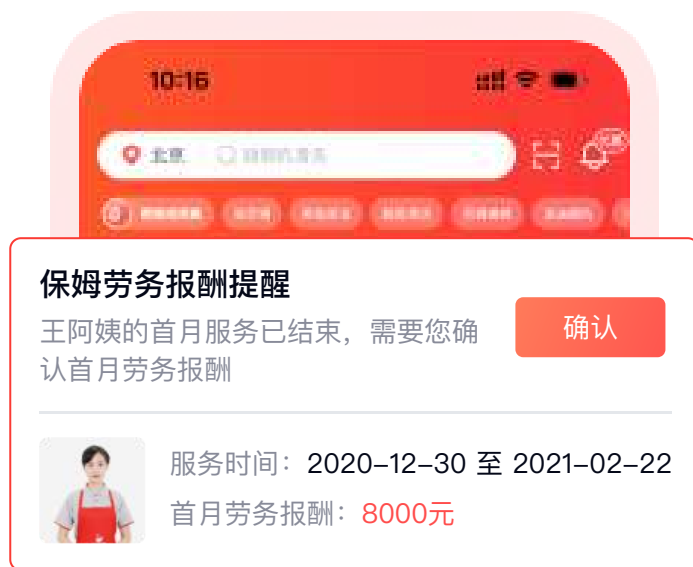 10:16
北京
保姆劳务报酬提醒
王阿姨的首月服务已结束，需要您确
认首月劳务报酬
确认
服务时间：2020-12-30 至 2021-02-22
首月劳务报酬：8000元